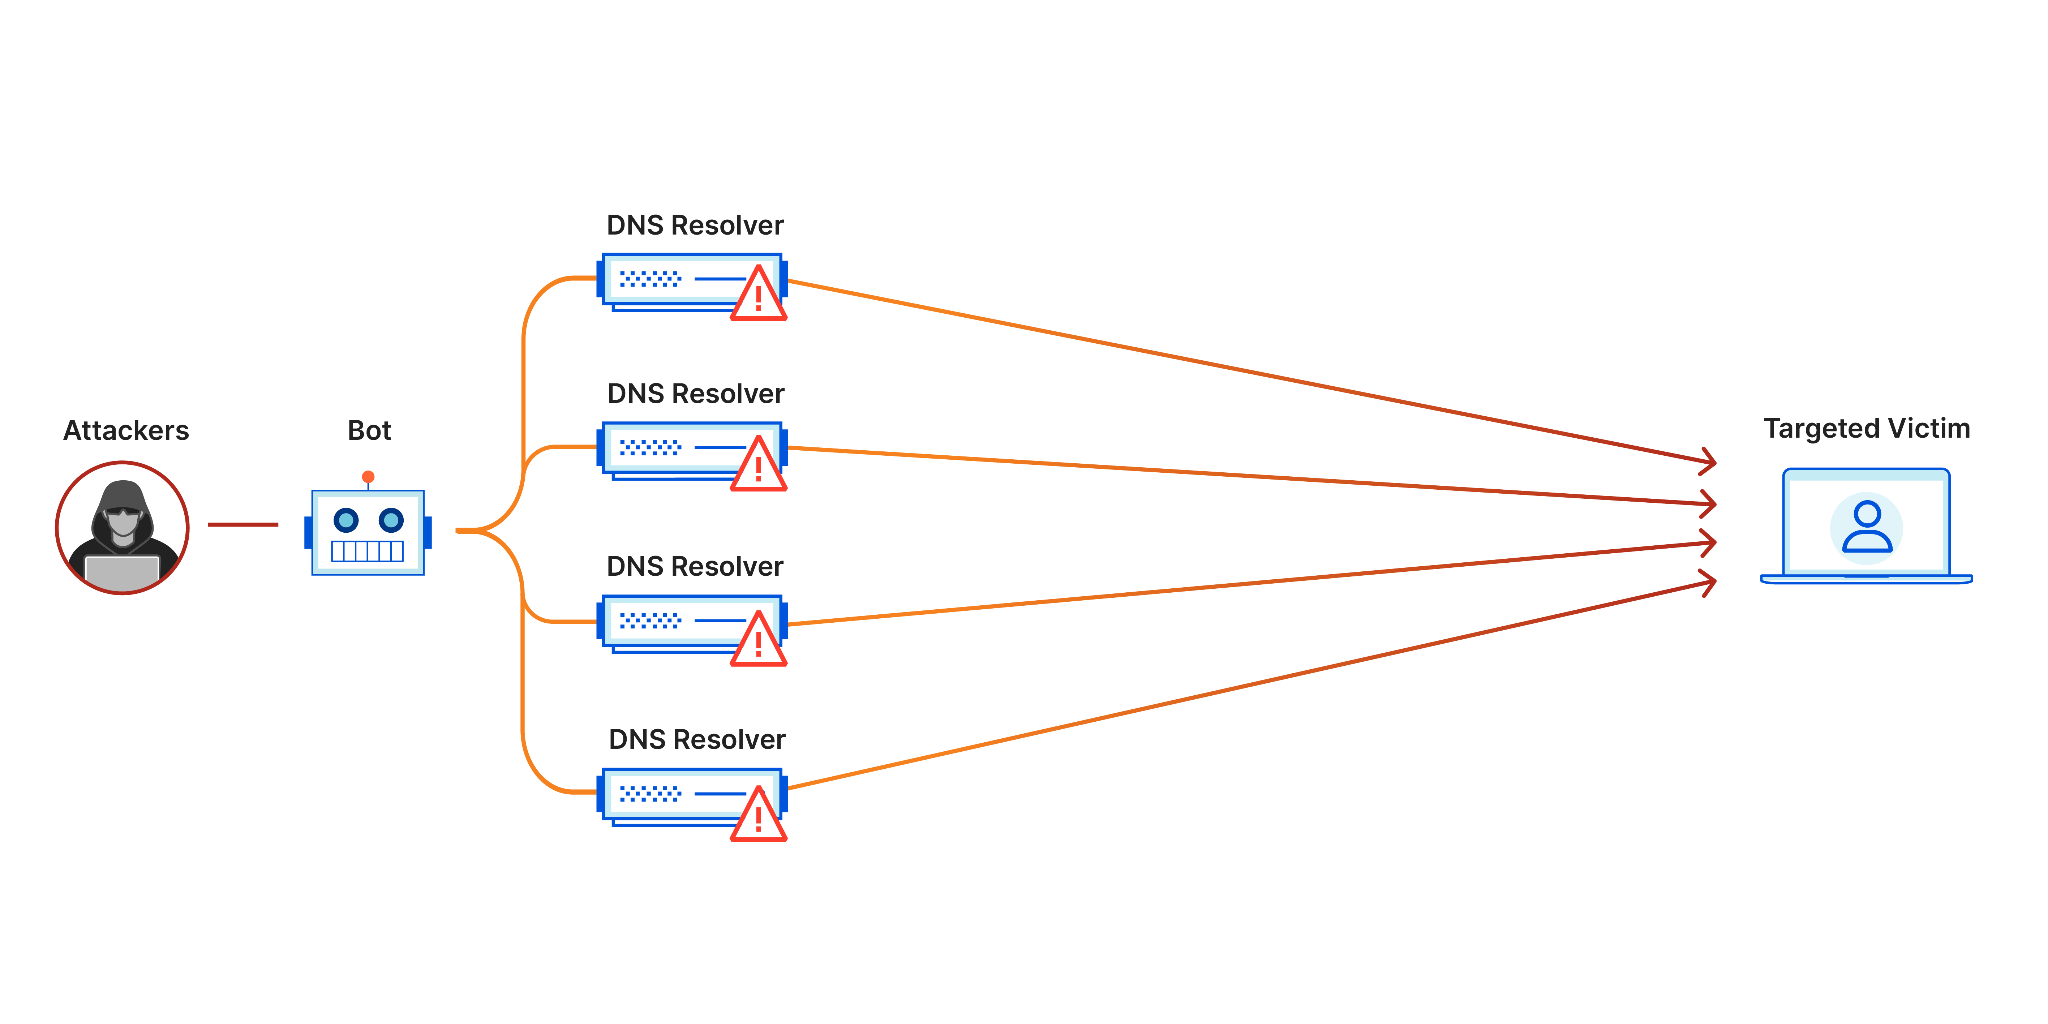 Attackers
Bot
DNS Resolver
DNS Resolver
DNS Resolver
DNS Resolver
Targeted Victim